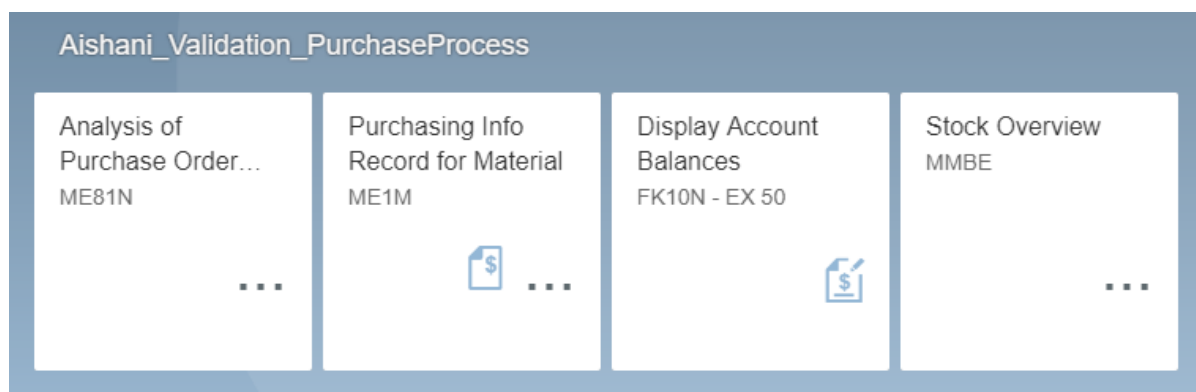 Aishani_Validation_PurchaseProcess
Analysis of
Purchase Order...
ME81N
Purchasing Info
Record for Material
ME1M
$
...
Display Account
Balances
FK10N - EX 50
$
Stock Overview
MMBE
...